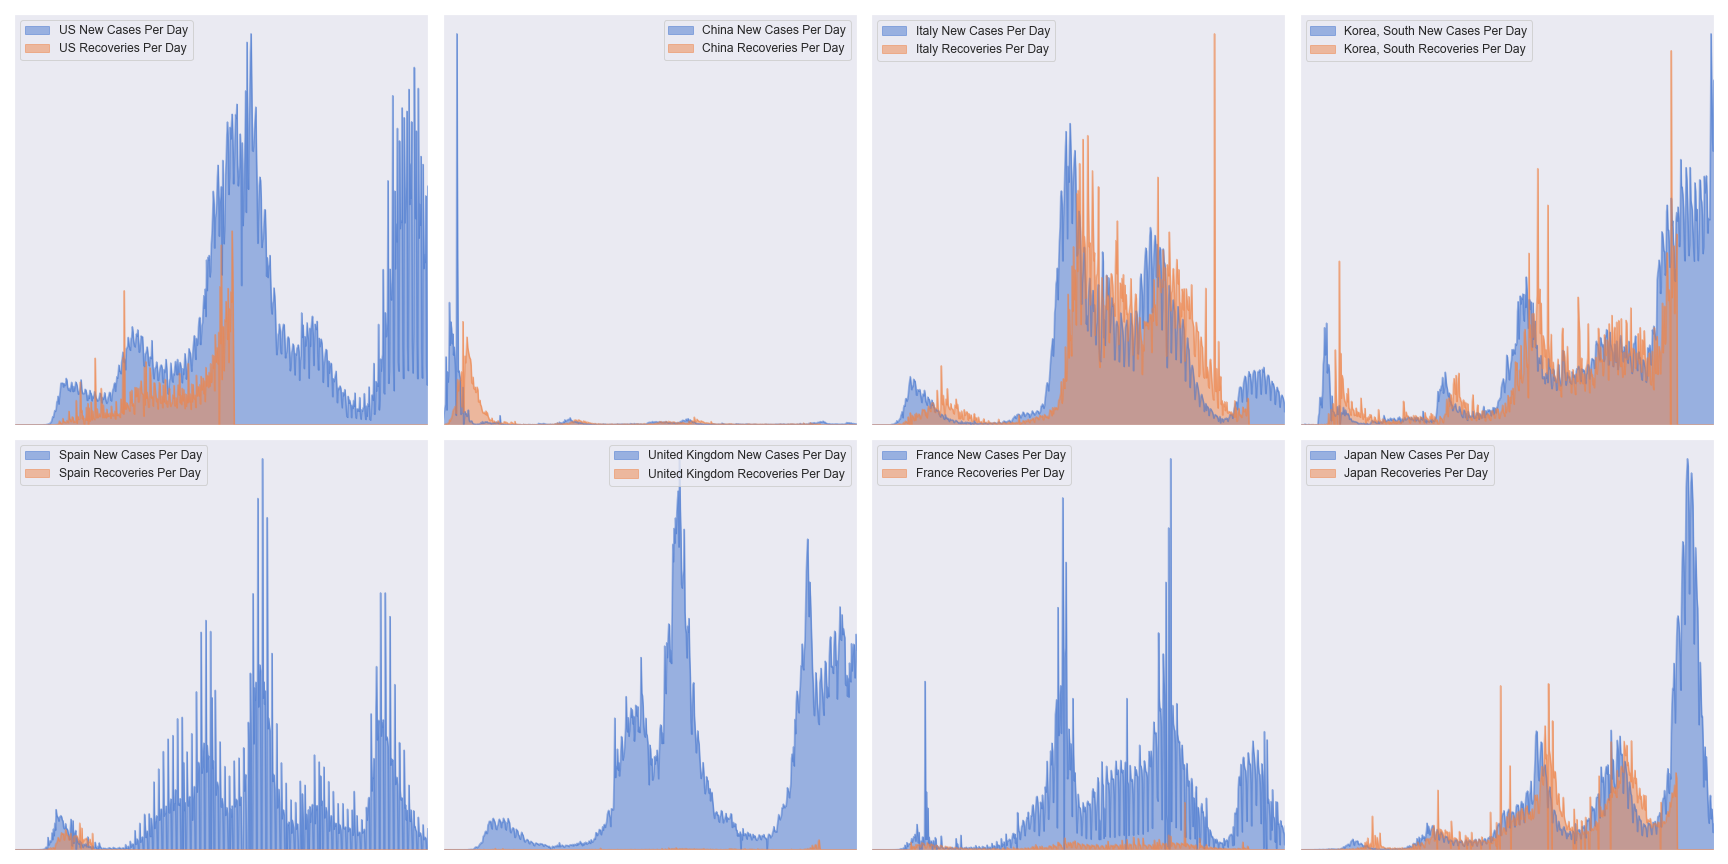 US New Cases Per Day
US Recoveries Per Day
China New Cases Per Day
China Recoveries Per Day
Italy New Cases Per Day
Italy Recoveries Per Day
Korea, South New Cases Per Day
Korea, South Recoveries Per Day
Spain New Cases Per Day
Spain Recoveries Per Day
United Kingdom New Cases Per Day
United Kingdom Recoveries Per Day
France New Cases Per Day
France Recoveries Per Day
Japan New Cases Per Day
Japan Recoveries Per Day